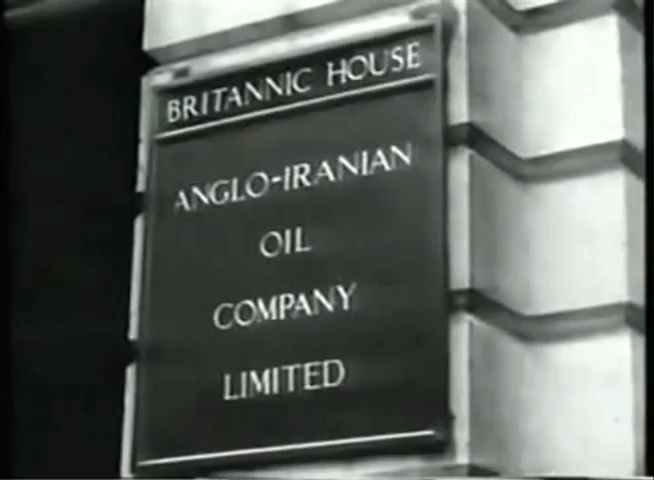 BRITANNIC HOUSE
ANGLO-IRANIAN
OIL
COMPANY
LIMITED